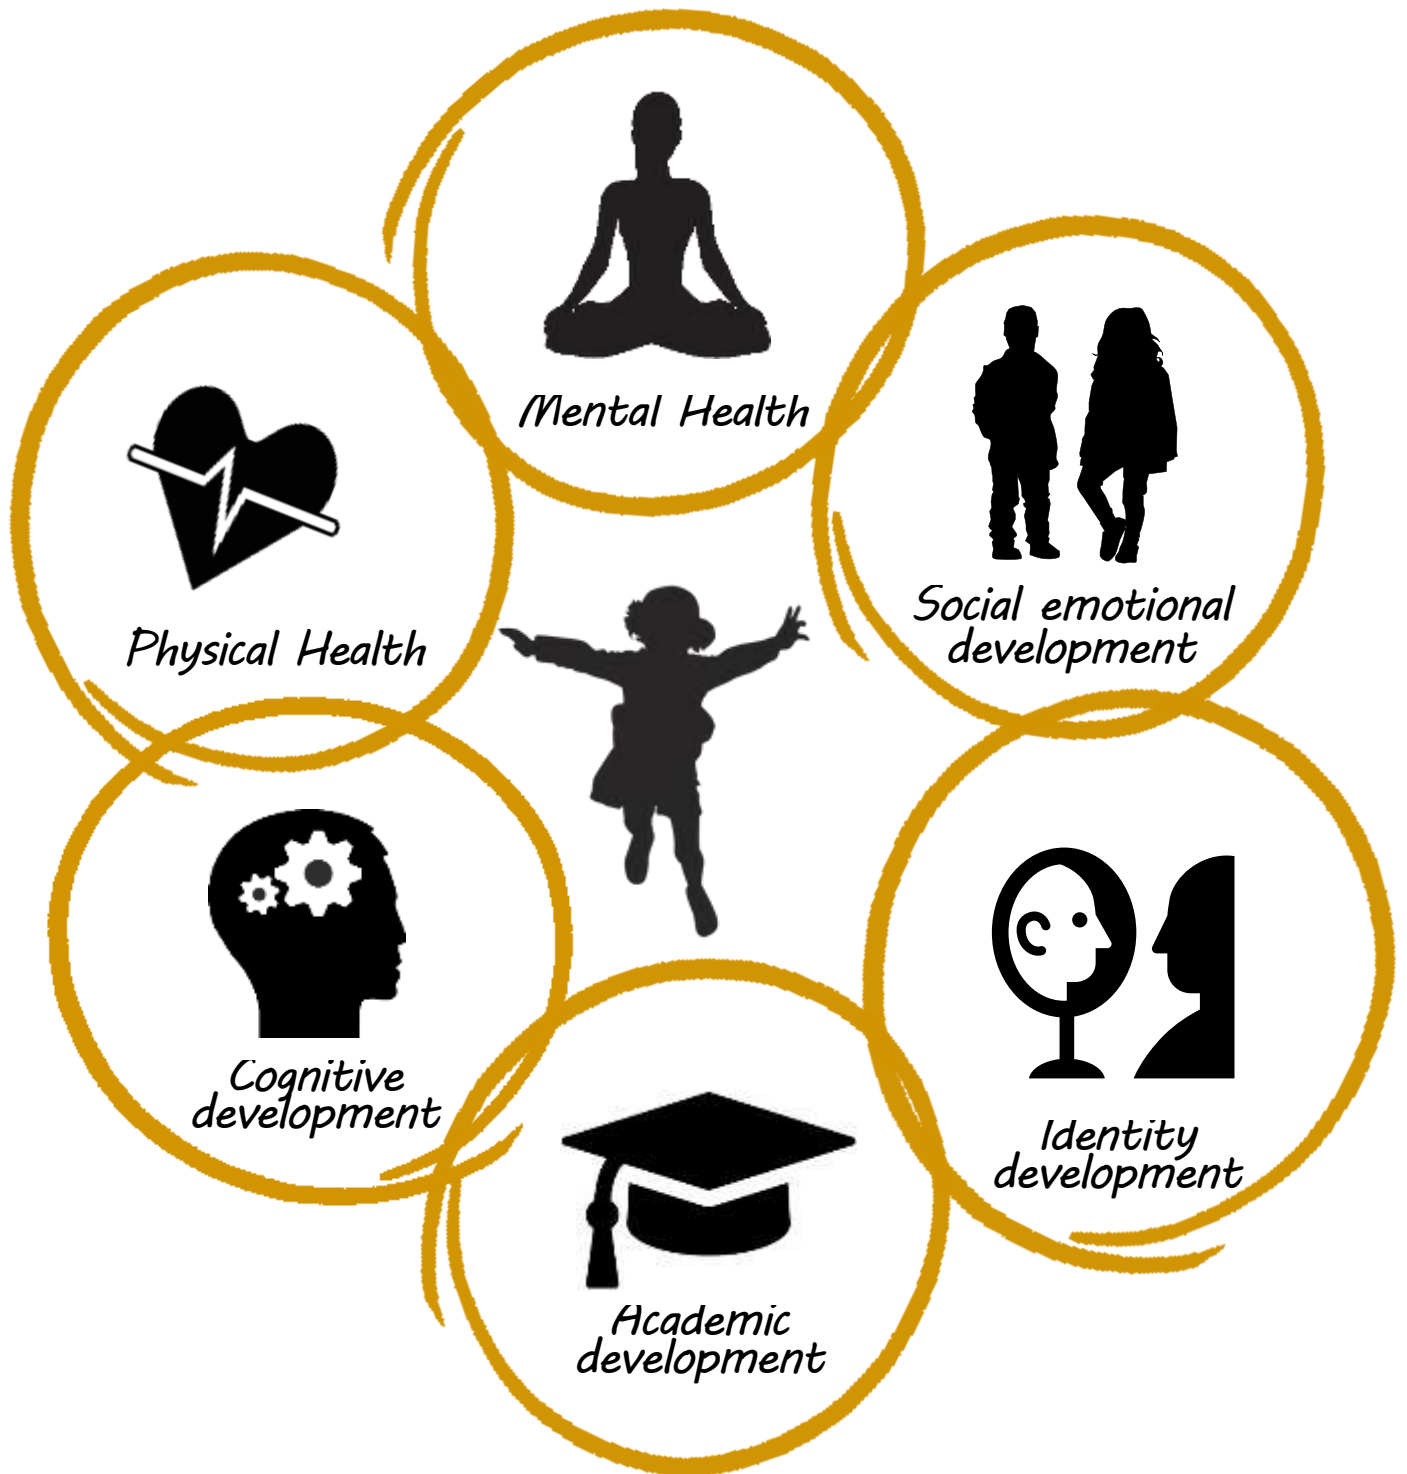 Mental Health
Social emotional
development
Physical Health
Cognitive
development
Identity
development
Academic
development